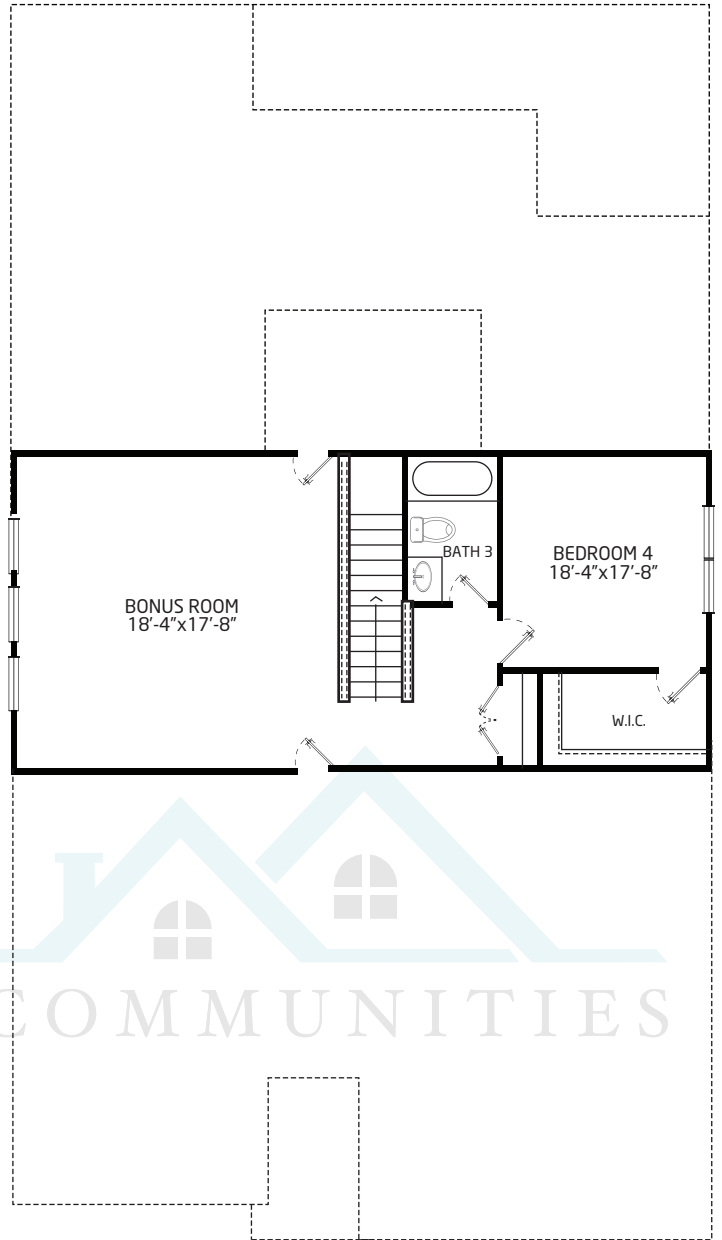 BATH 3
BEDROOM 4
18'-4"x17'-8"
BONUS ROOM
18'-4"x17'-8"
W.I.C.
COMMUNITIES